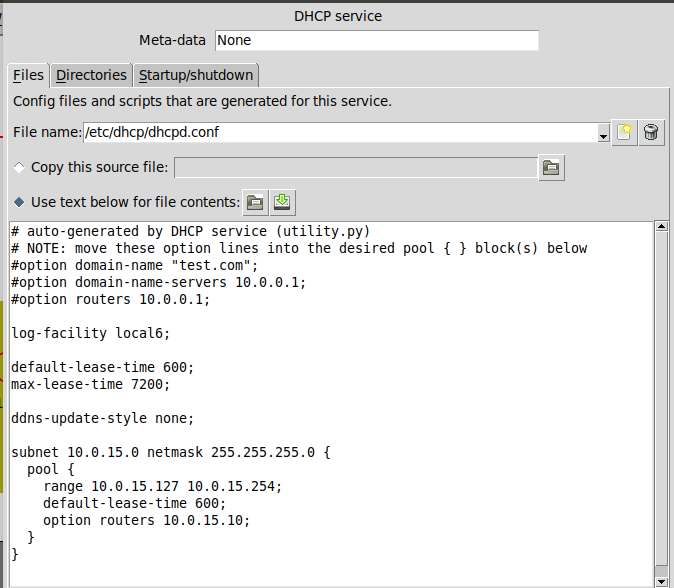 DHCP service
Meta-data None
Files Directories Startup/shutdown
Config files and scripts that are generated for this service.
File name: /etc/dhcp/dhcpd.conf
Copy this source file:
Use text below for file contents:
# auto-generated by DHCP service (utility.py)
# NOTE: move these option lines into the desired pool { } block(s) below
#option domain-name "test.com";
#option domain-name-servers 10.0.0.1;
#option routers 10.0.0.1;
log-facility local6;
default-lease-time 600;
max-lease-time 7200;
ddns-update-style none;
subnet 10.0.15.0 netmask 255.255.255.0 {
  pool {
    range 10.0.15.127 10.0.15.254;
    default-lease-time 600;
    option routers 10.0.15.10;
  }
}